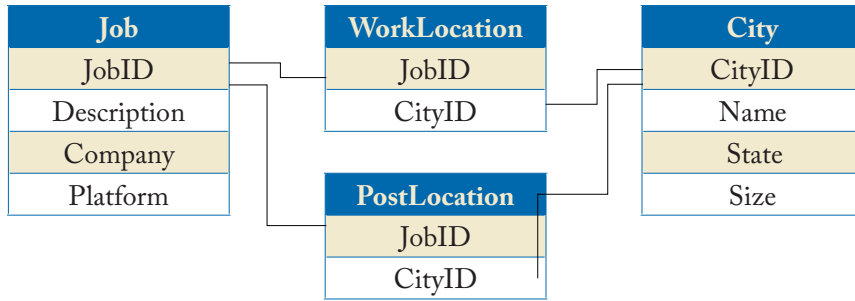 Job
JobID
Description
Company
Platform
WorkLocation
JobID
CityID
PostLocation
JobID
CityID
City
CityID
Name
State
Size